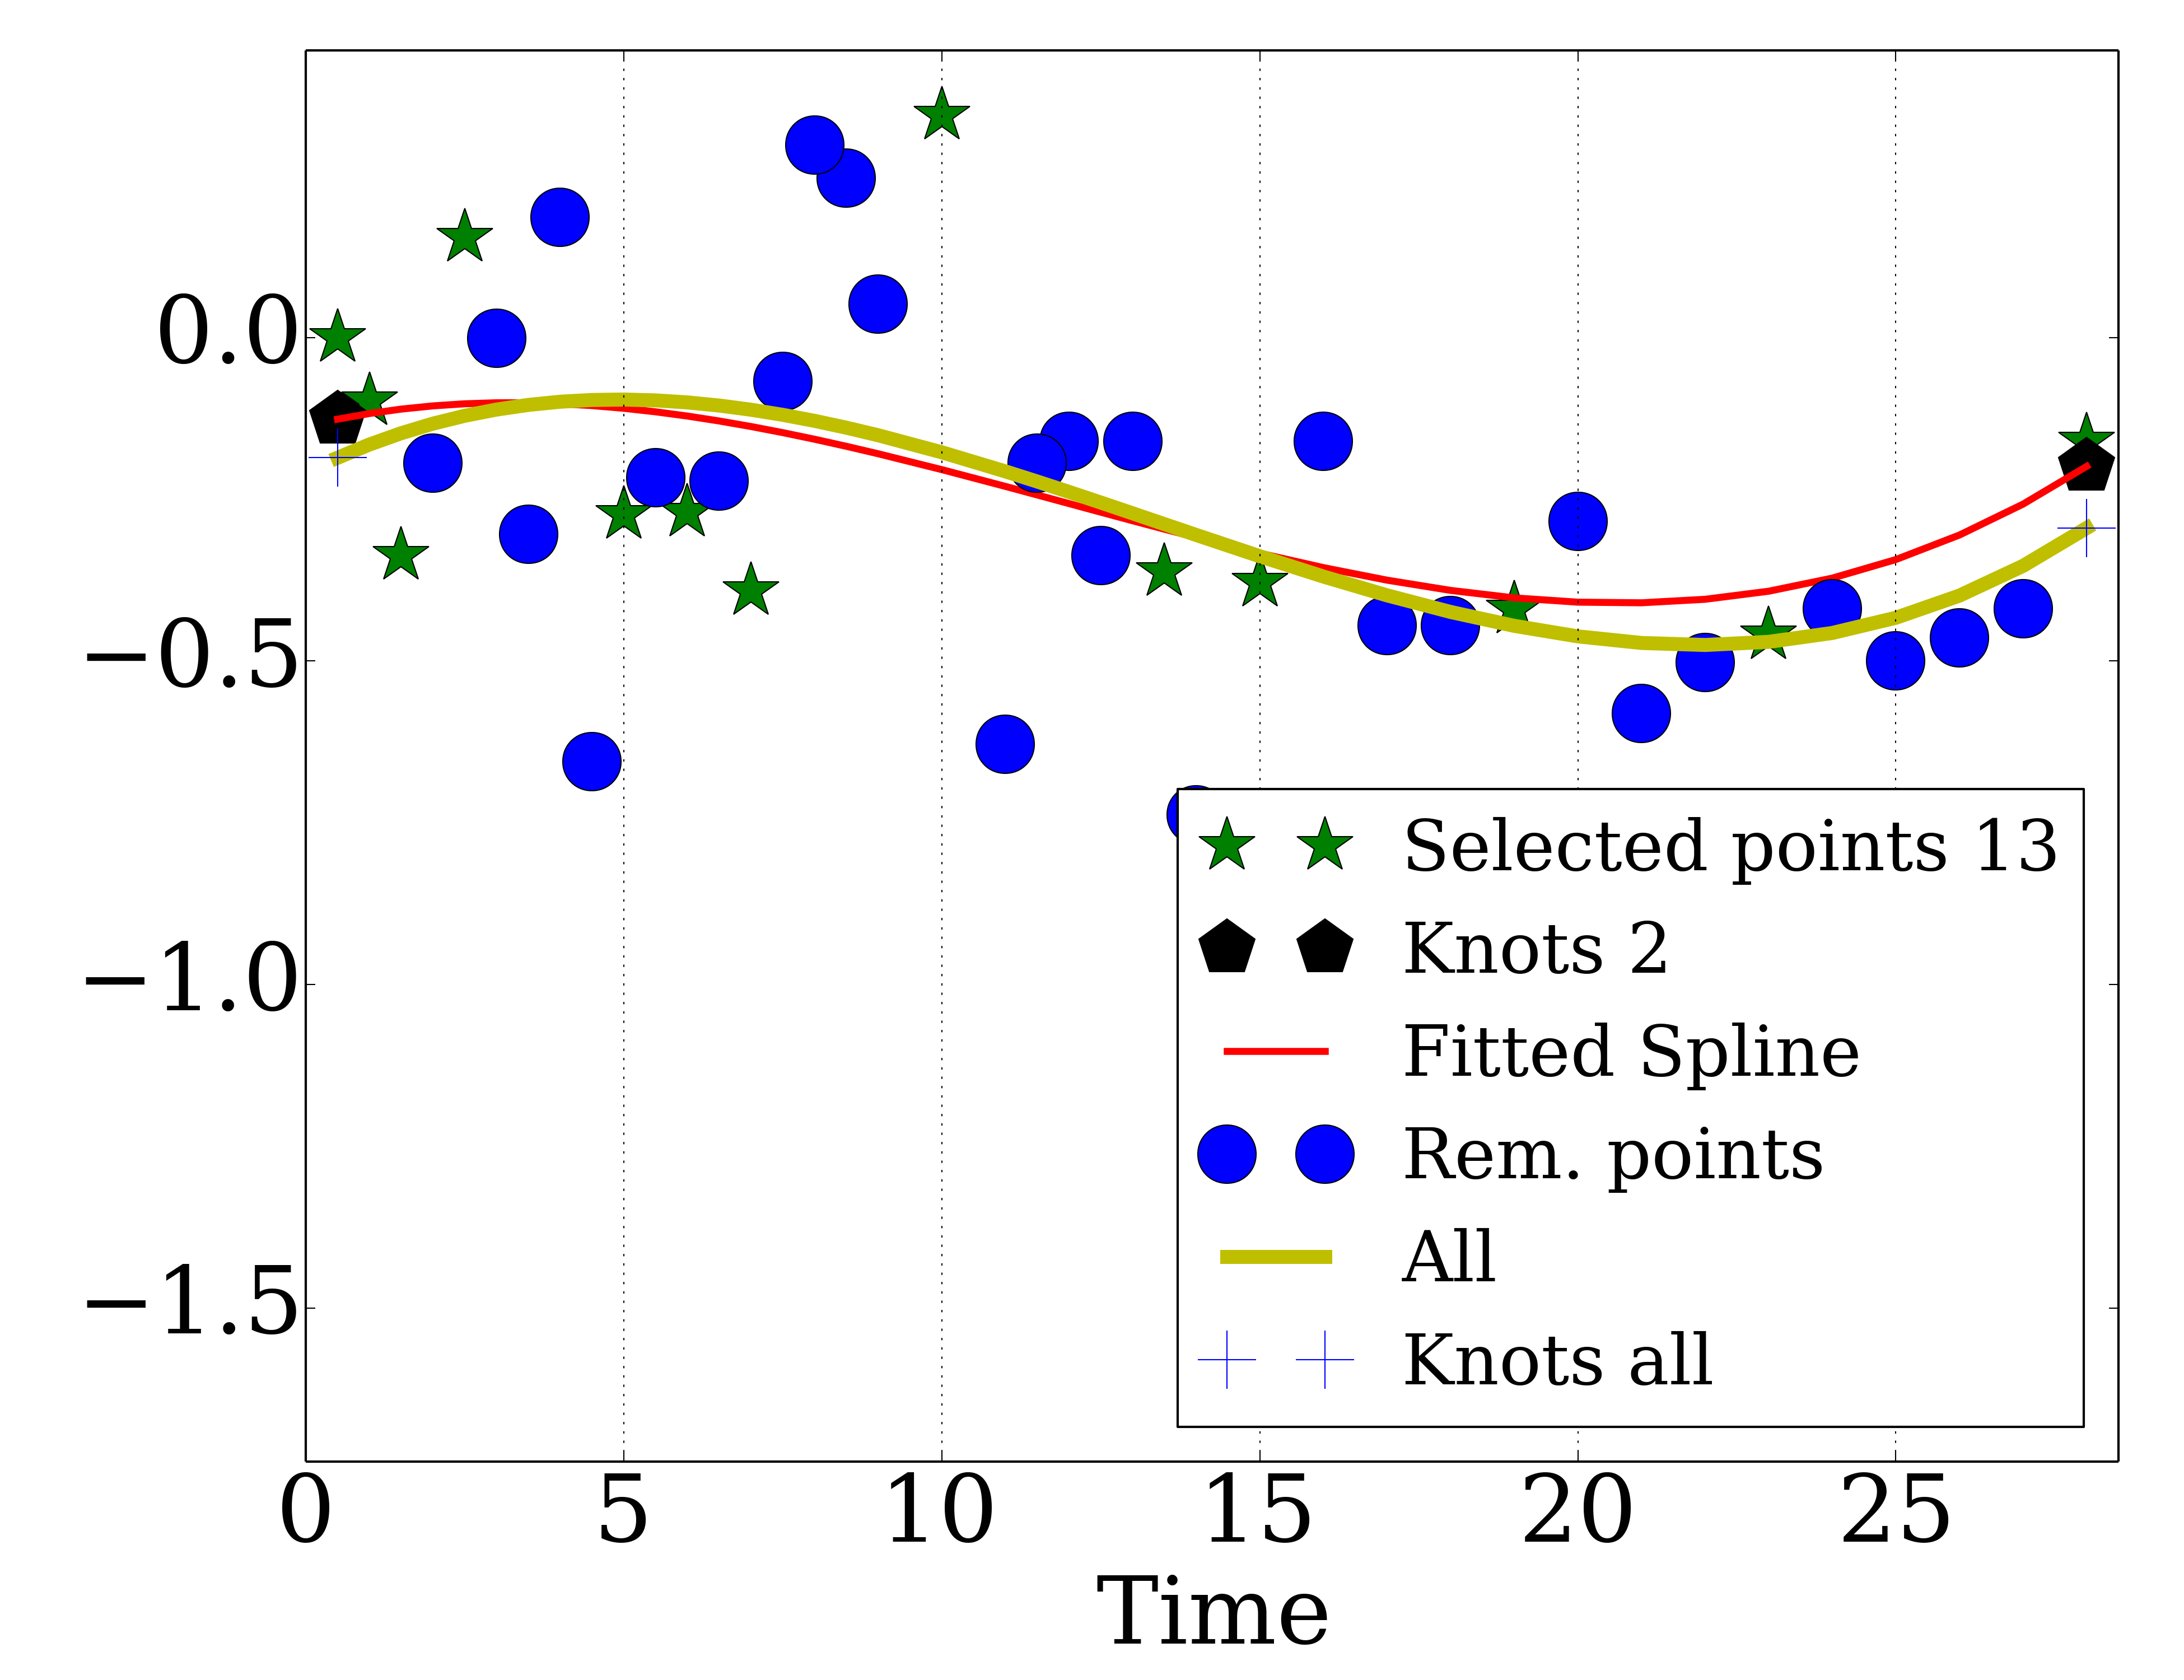 0.0
−0.5
−1.0
−1.5
Selected points 13
Knots 2
Fitted Spline
Rem. points
All
Knots all
0 5 10 15 20 25
Time